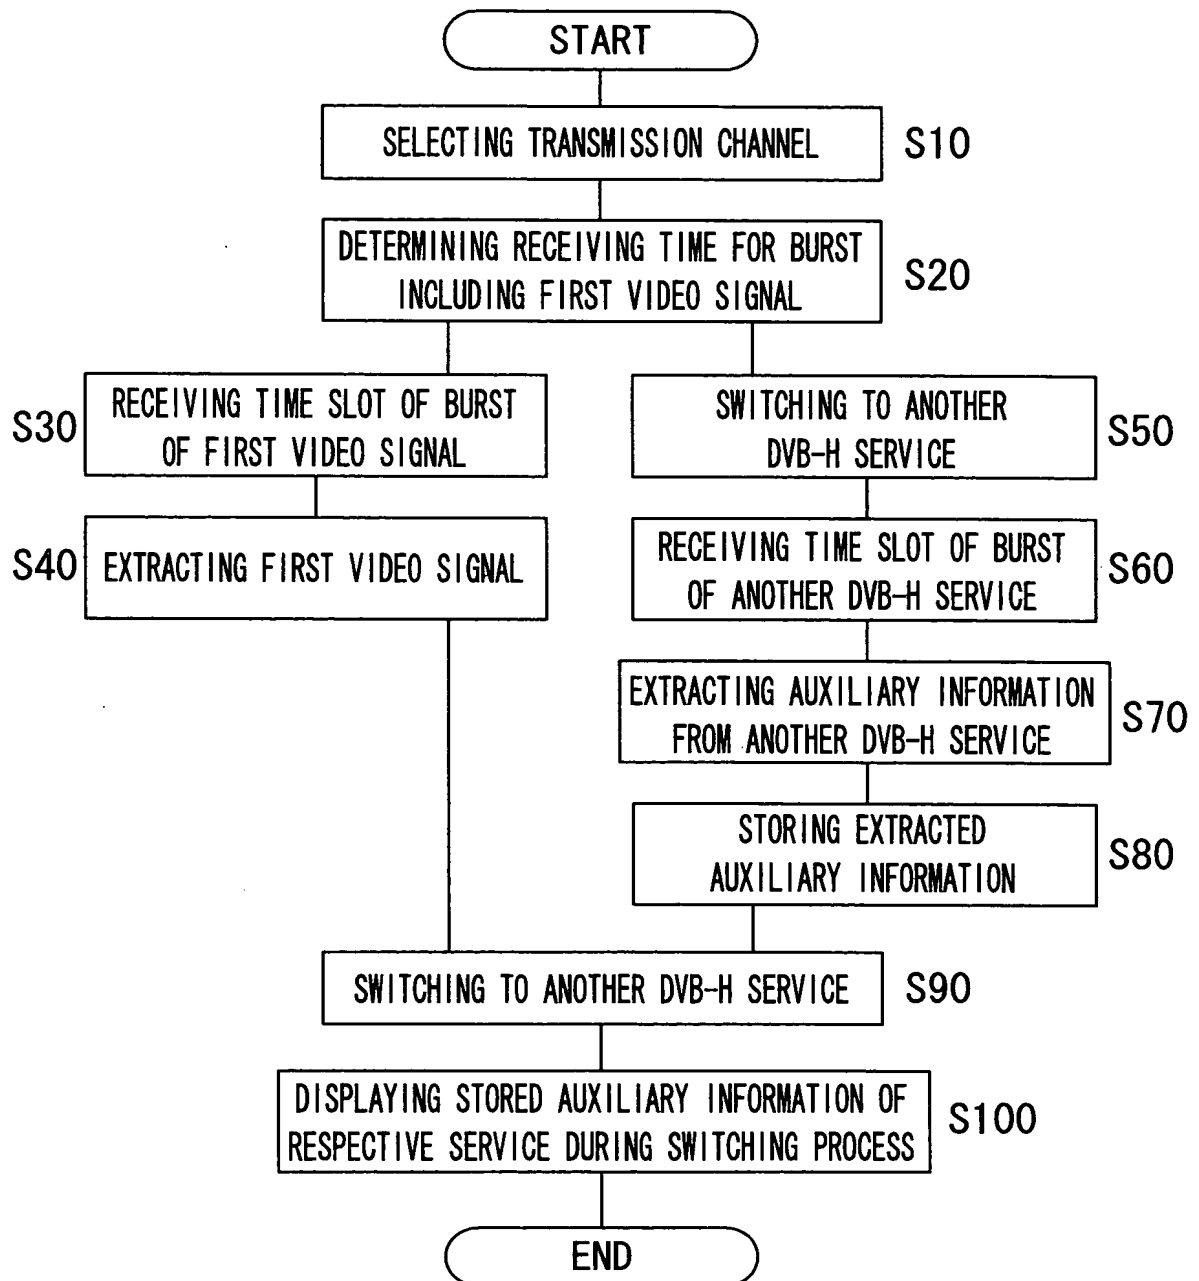 START
SELECTING TRANSMISSION CHANNEL
S10
DETERMINING RECEIVING TIME FOR BURST
INCLUDING FIRST VIDEO SIGNAL
S20
S30
RECEIVING TIME SLOT OF BURST
OF FIRST VIDEO SIGNAL
S40
EXTRACTING FIRST VIDEO SIGNAL
SWITCHING TO ANOTHER
DVB-H SERVICE
S50
RECEIVING TIME SLOT OF BURST
OF ANOTHER DVB-H SERVICE
S60
EXTRACTING AUXILIARY INFORMATION
FROM ANOTHER DVB-H SERVICE
S70
STORING EXTRACTED
AUXILIARY INFORMATION
S80
SWITCHING TO ANOTHER DVB-H SERVICE
S90
DISPLAYING STORED AUXILIARY INFORMATION OF
RESPECTIVE SERVICE DURING SWITCHING PROCESS
S100
END